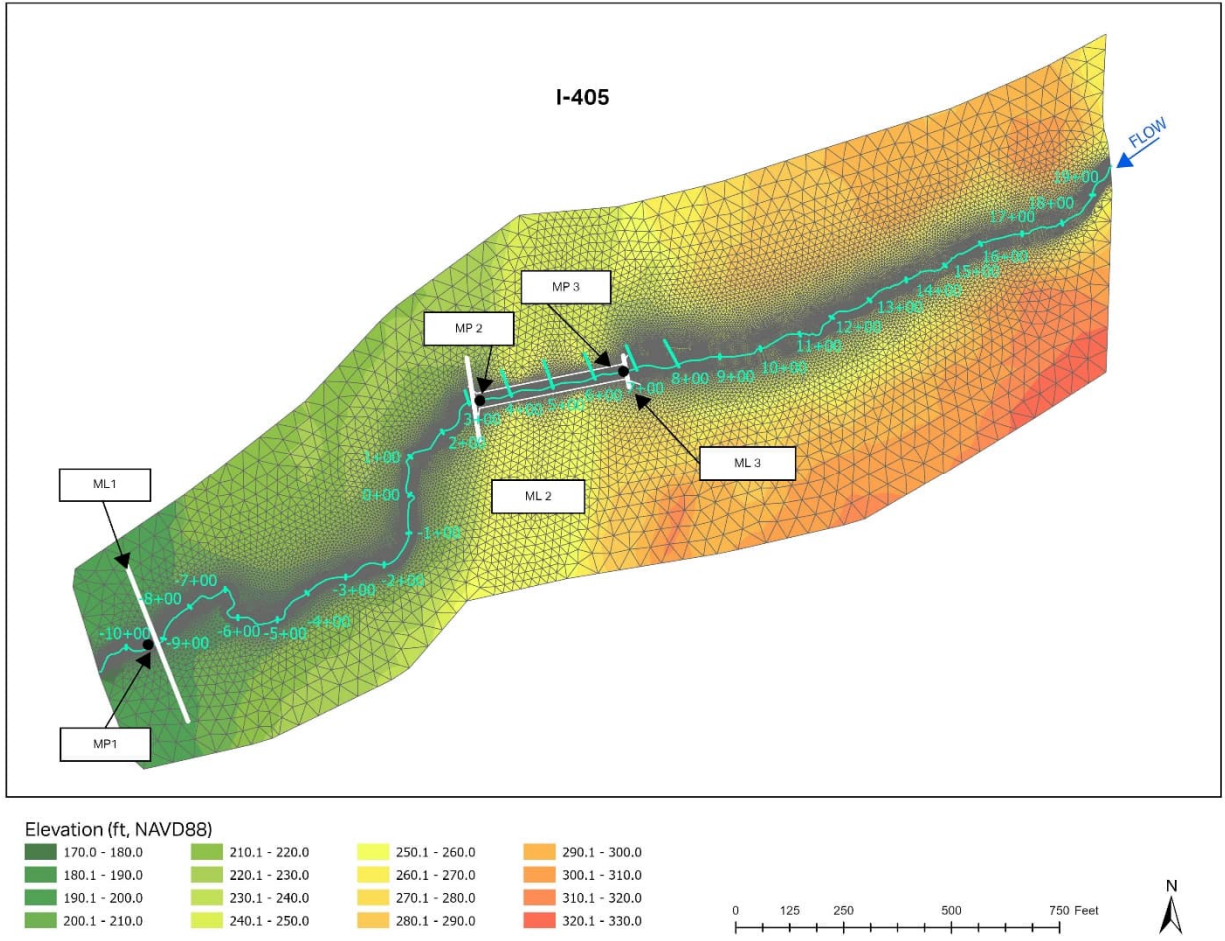 I-405
FLOW
19+00
18+00
17+00
16+00
15+00
14+00
13+00
12+00
11+00
10+00
9+00
8+00
7+00
6+00
5+00
4+00
3+00
2+00
1+00
0+00
-1+00
-2+00
-3+00
-4+00
-5+00
-6+00
-7+00
-8+00
-9+00
-10+00
MP 3
MP 2
ML 3
ML 2
ML1
MP1
Elevation (ft, NAVD88)
170.0 - 180.0
180.1 - 190.0
190.1 - 200.0
200.1 - 210.0
210.1 - 220.0
220.1 - 230.0
230.1 - 240.0
240.1 - 250.0
250.1 - 260.0
260.1 - 270.0
270.1 - 280.0
280.1 - 290.0
290.1 - 300.0
300.1 - 310.0
310.1 - 320.0
320.1 - 330.0
0 125 250 500 750 Feet
N